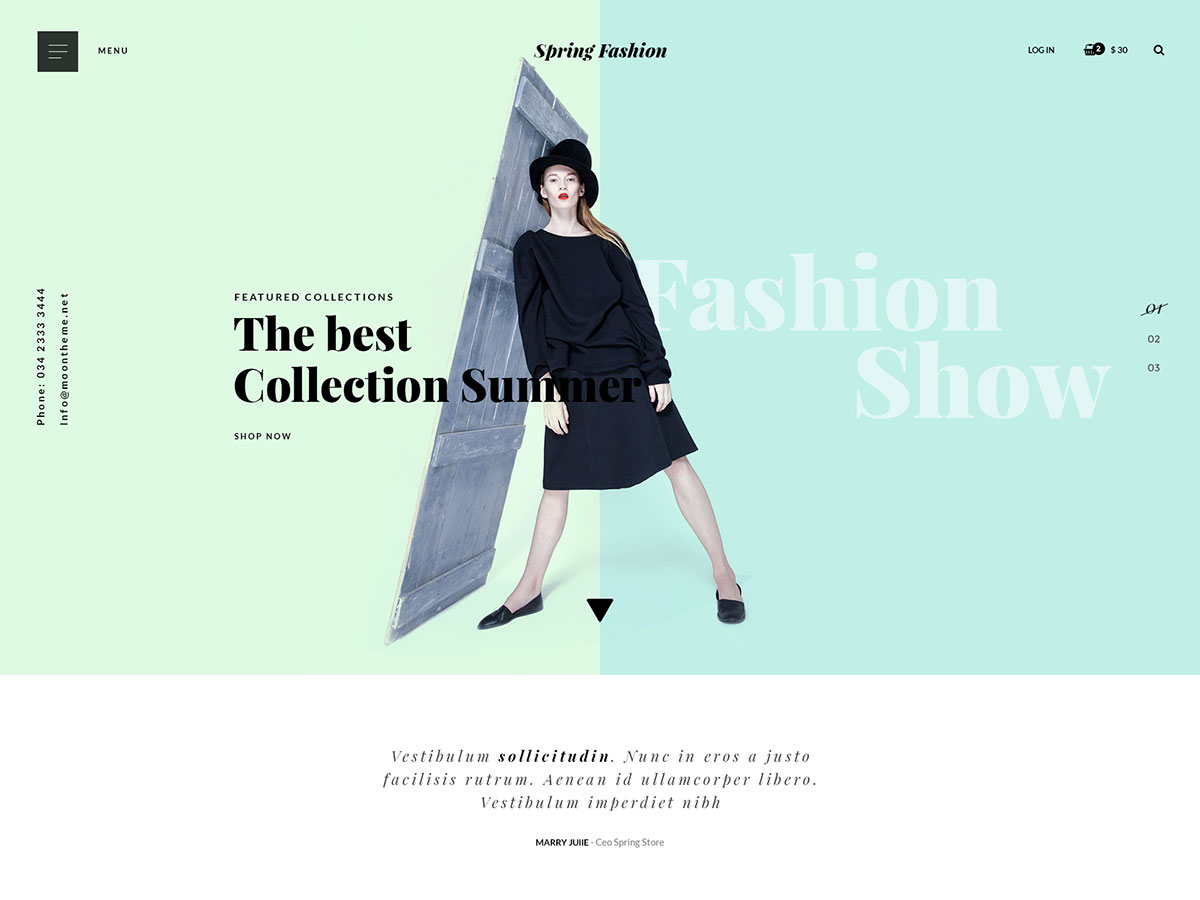 MENU
Spring Fashion
LOG IN
2
$ 30
Phone: 034 2333 3444
Info@moontheme.net
FEATURED COLLECTIONS
The best
Collection Summer
SHOP NOW
Fashion
Show
01
02
03
Vestibulum sollicitudin. Nunc in eros a justo
facilisis rutrum. Aenean id ullamcorper libero.
Vestibulum imperdiet nibh
MARRY JUIIE - Ceo Spring Store